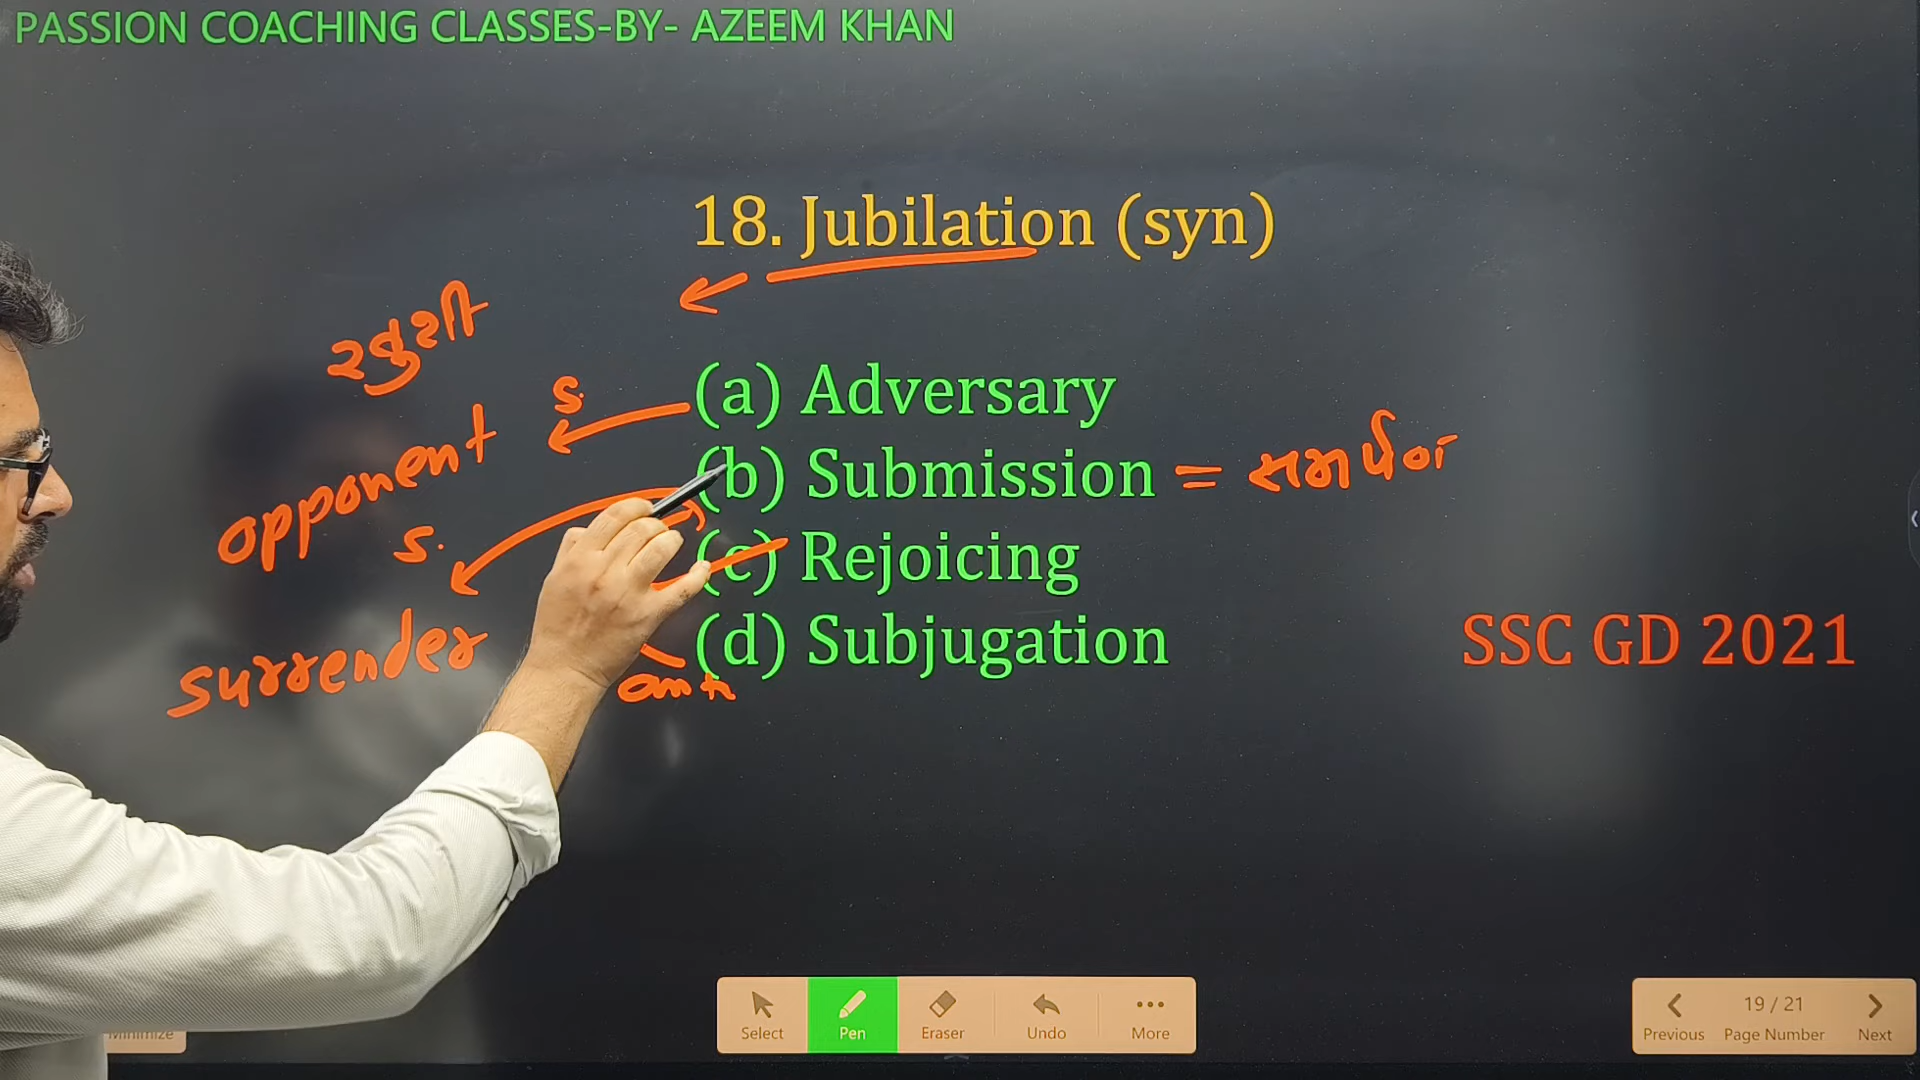 PASSION COACHING CLASSES-BY- AZEEM KHAN
18. Jubilation (syn)
खुशी
(a) Adversary
S.
opponent
(b) Submission = समर्पण
S.
surrender
(c) Rejoicing
(d) Subjugation
SSC GD 2021
Minimize
Select
Pen
Eraser
Undo
More
19 / 21
Previous
Page Number
Next